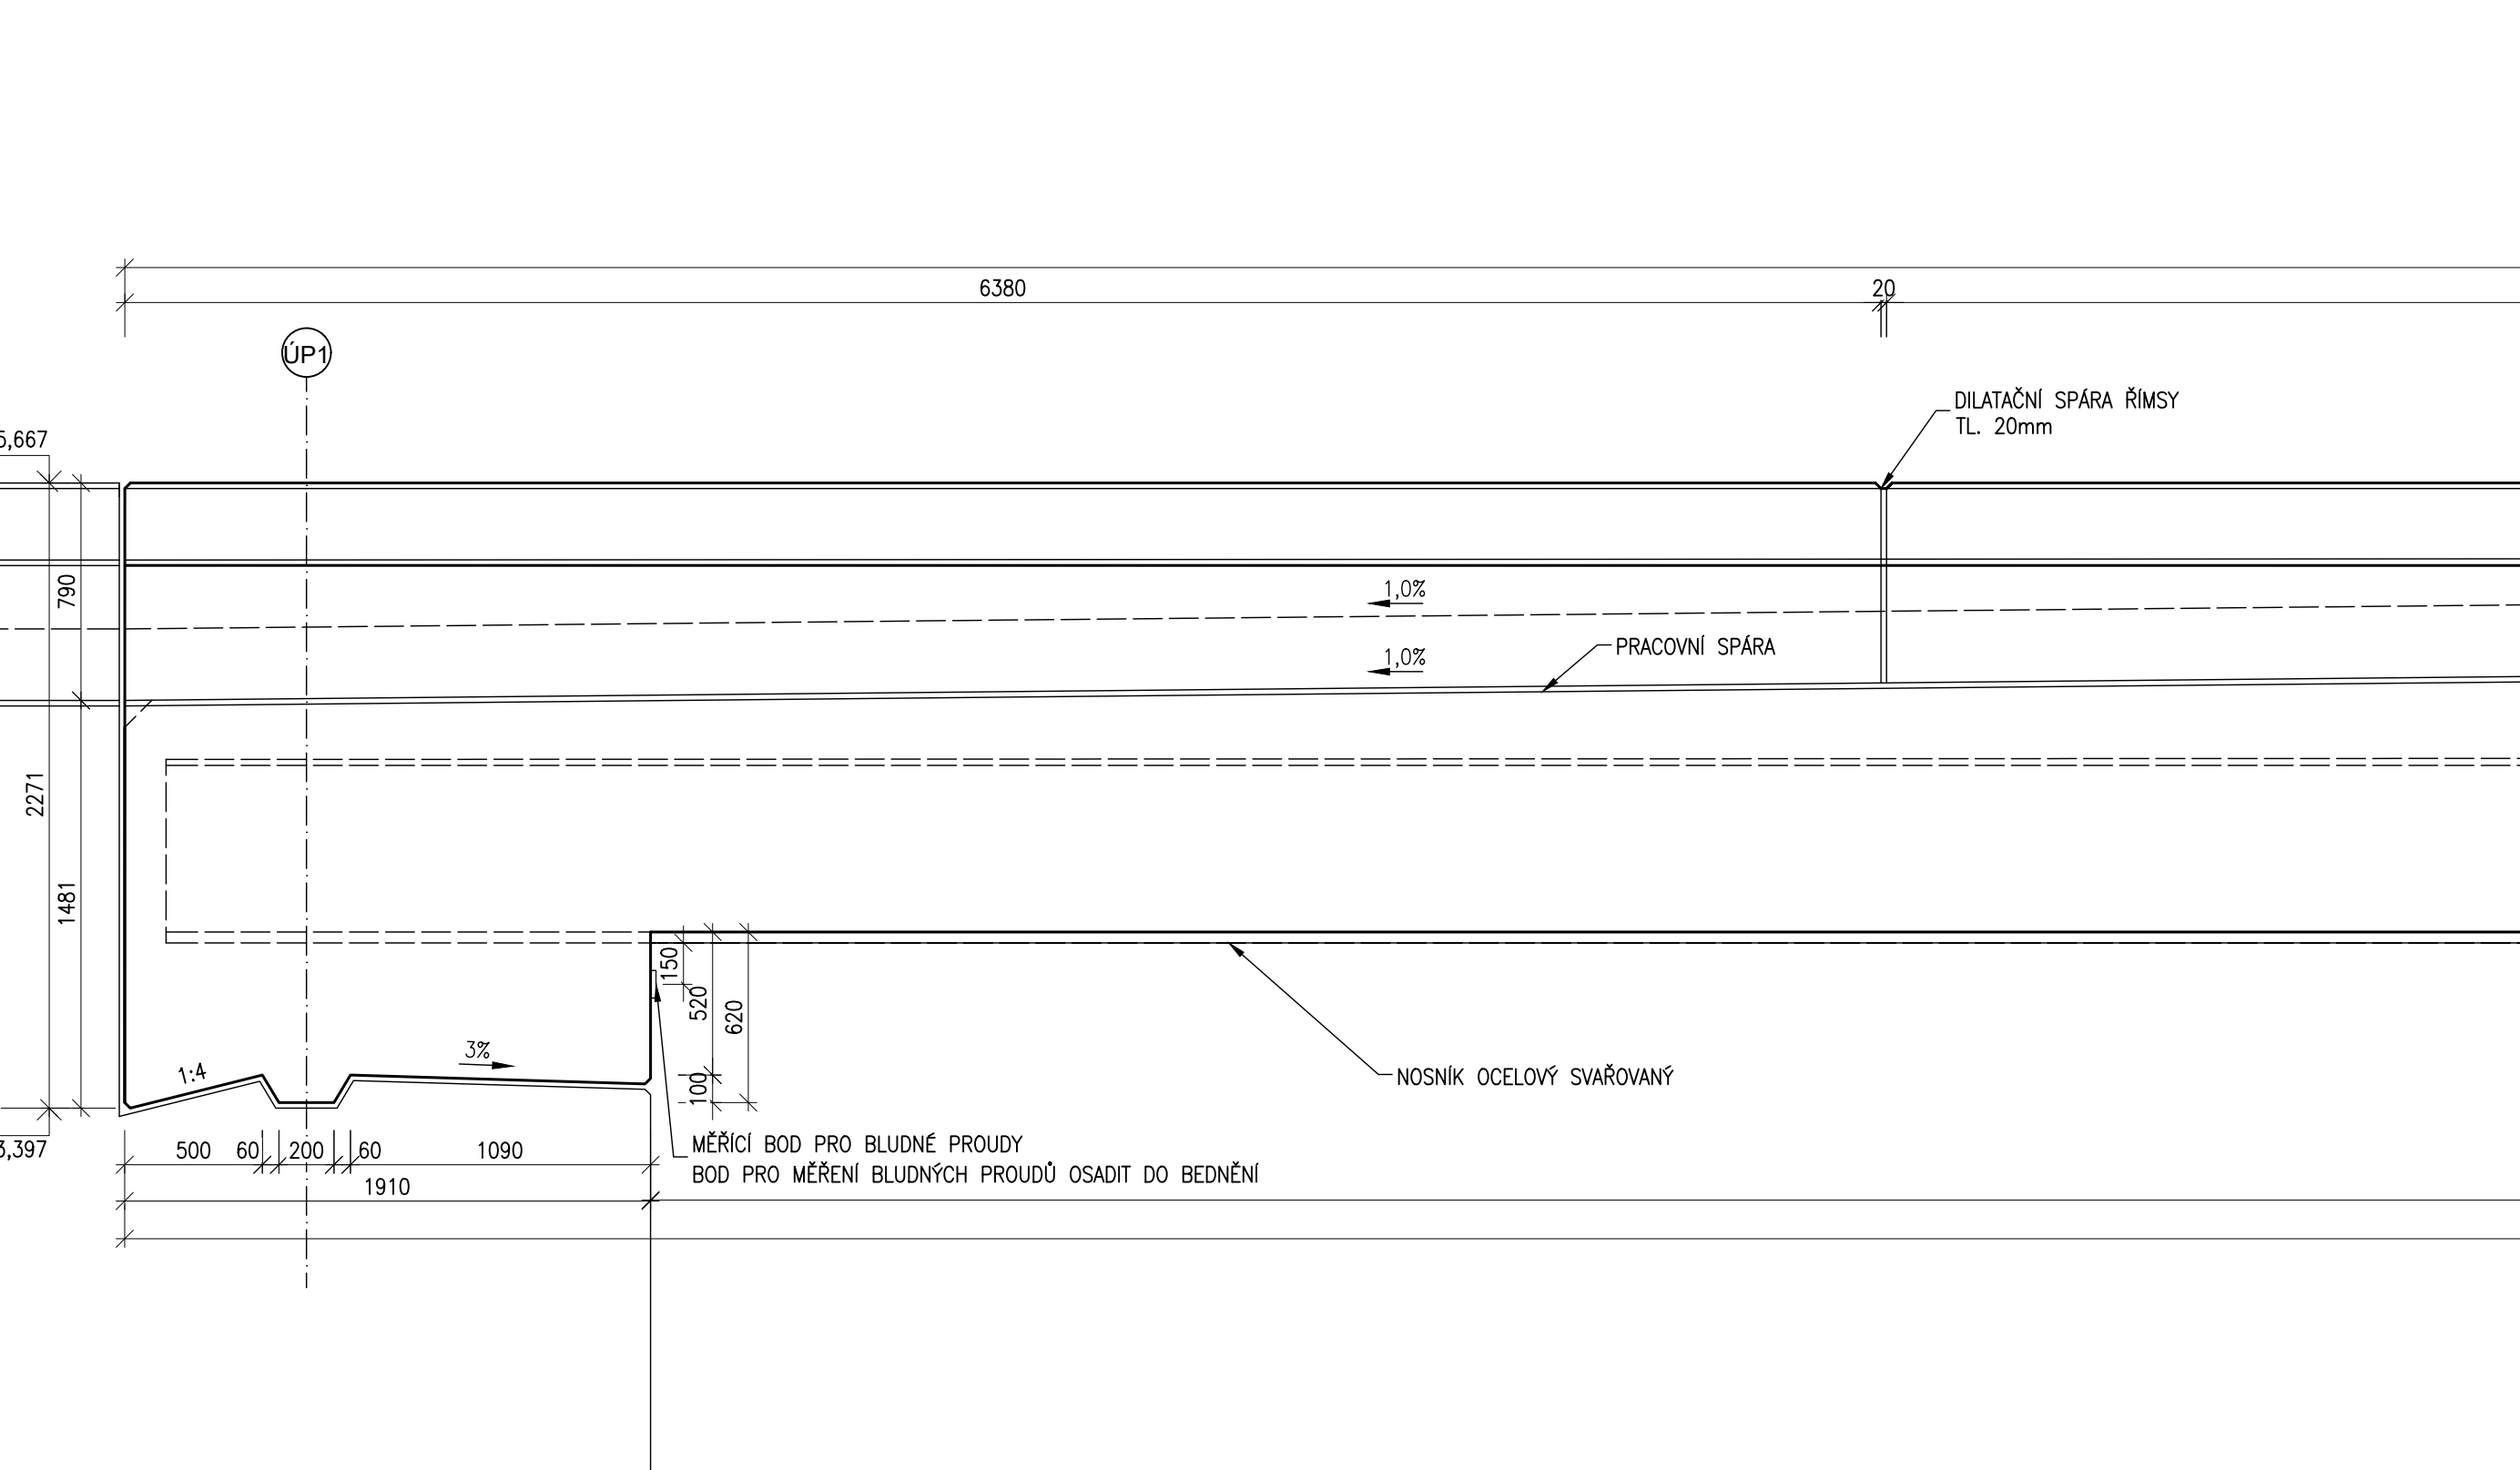 6380
20
ÚP1
DILATAČNÍ SPÁRA ŘÍMSY
TL. 20mm
5,667
790
1,0%
1,0%
PRACOVNÍ SPÁRA
2271
1481
150
520
620
100
3%
1:4
NOSNÍK OCELOVÝ SVAŘOVANÝ
MĚŘÍCÍ BOD PRO BLUDNÉ PROUDY
BOD PRO MĚŘENÍ BLUDNÝCH PROUDŮ OSADIT DO BEDNĚNÍ
3,397
500 60 200 60 1090
1910